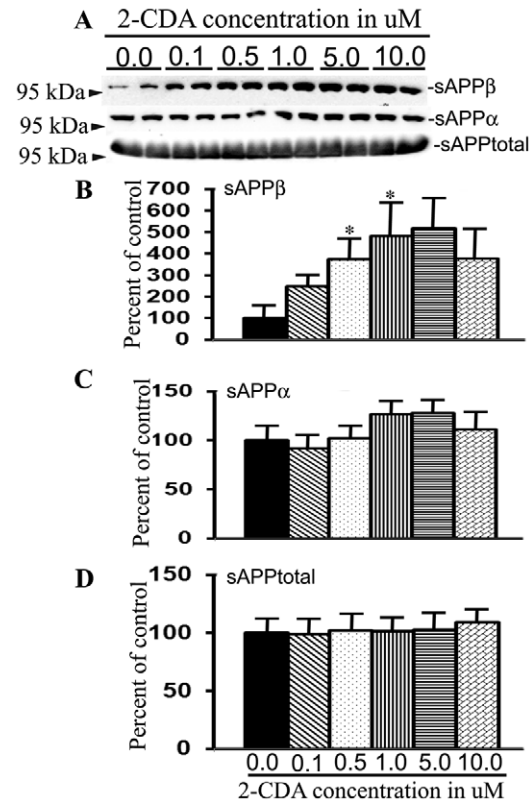 A 2-CDA concentration in uM
0.0 0.1 0.5 1.0 5.0 10.0
95 kDa -sAPPβ
95 kDa -sAPPα
95 kDa -sAPPtotal
B
sAPPβ
Percent of control
700
600
500
400
300
200
100
0
* *
C
sAPPα
Percent of control
150
100
50
0
D
sAPPtotal
Percent of control
150
100
50
0
0.0 0.1 0.5 1.0 5.0 10.0
2-CDA concentration in uM